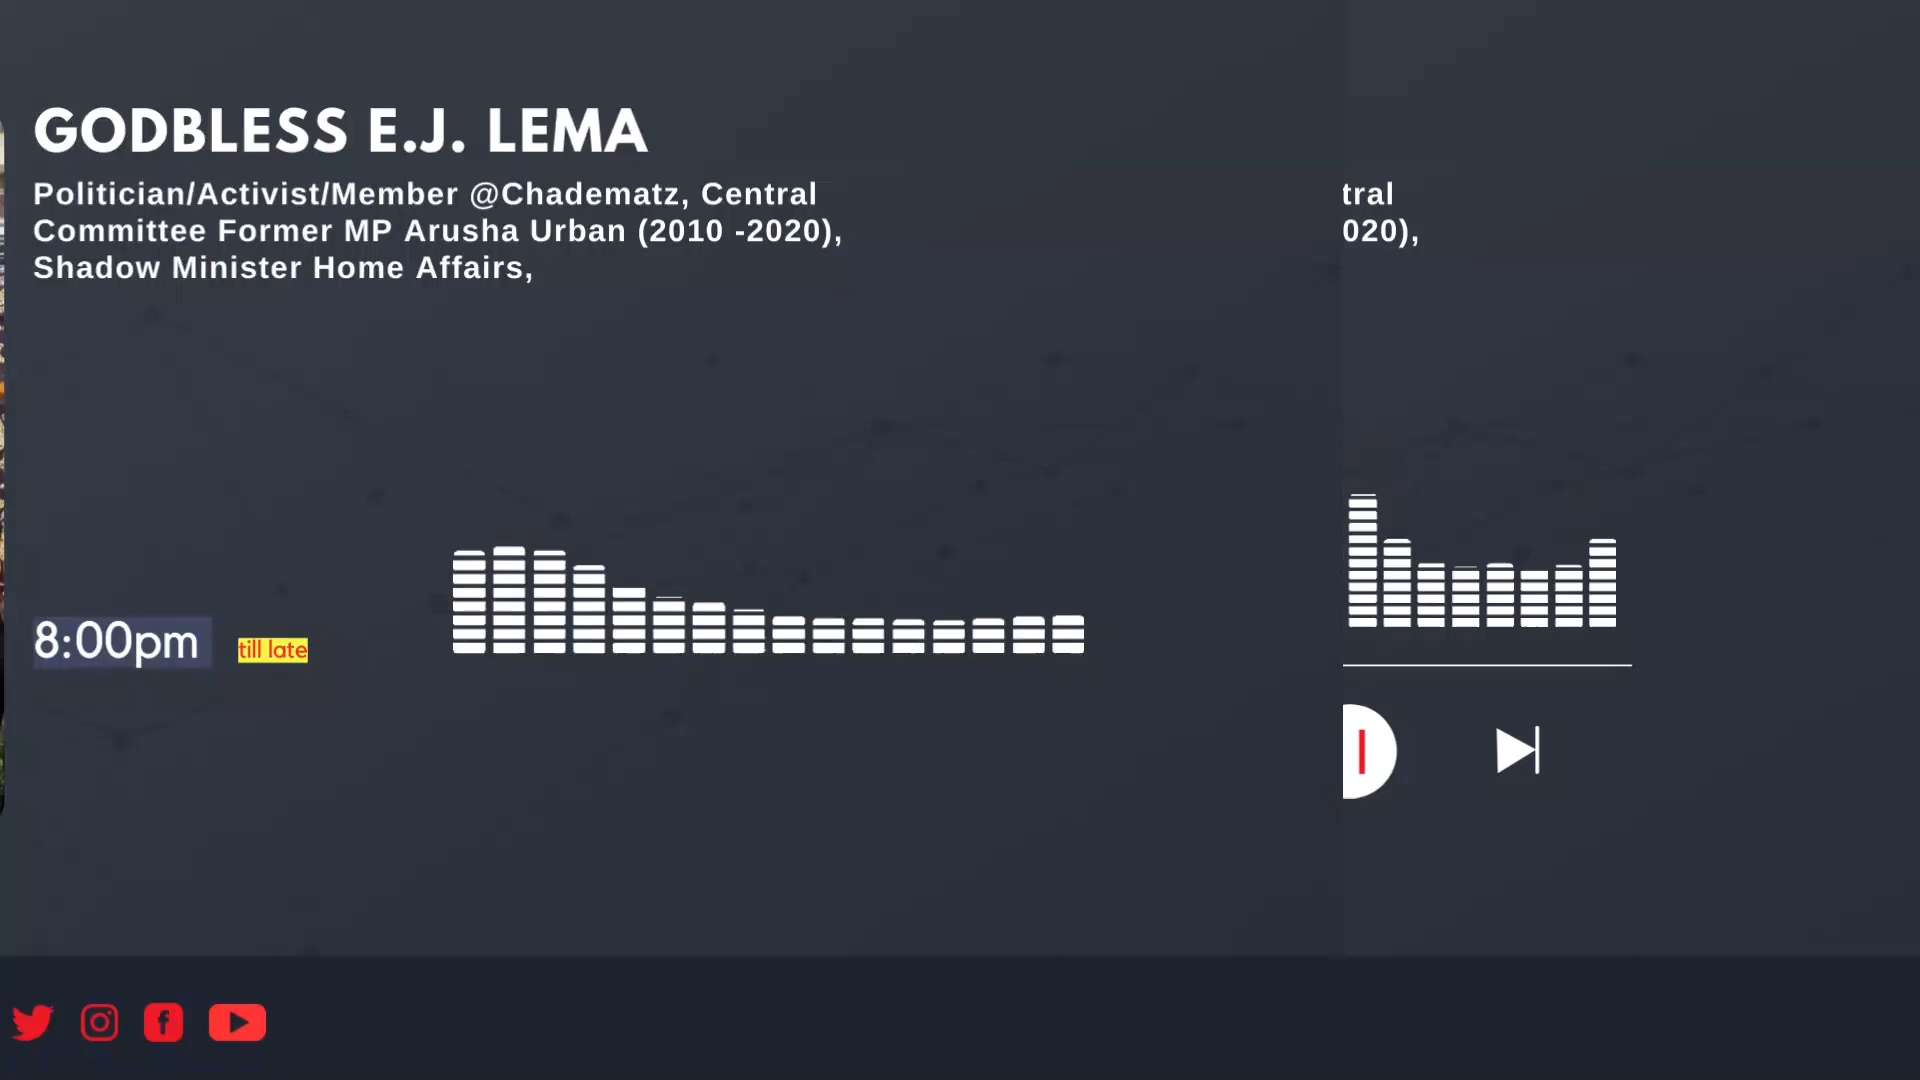 GODBLESS E.J. LEMA
Politician/Activist/Member @Chadematz, Central
Committee Former MP Arusha Urban (2010 -2020),
Shadow Minister Home Affairs,
tral
020),
8:00pm till late